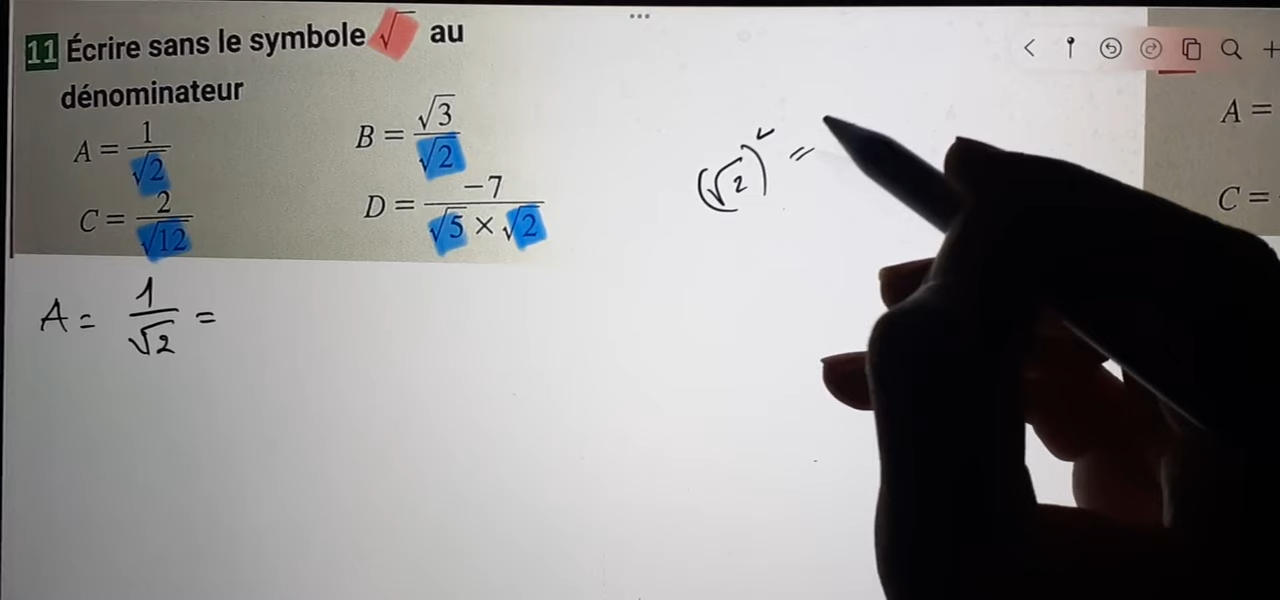 11 Écrire sans le symbole √ au
dénominateur
A = 1/√2
B = √3/√2
C = 2/√12
D = -7/(√5 × √2)
(√2)² =
A = 1/√2 =
A =
C =